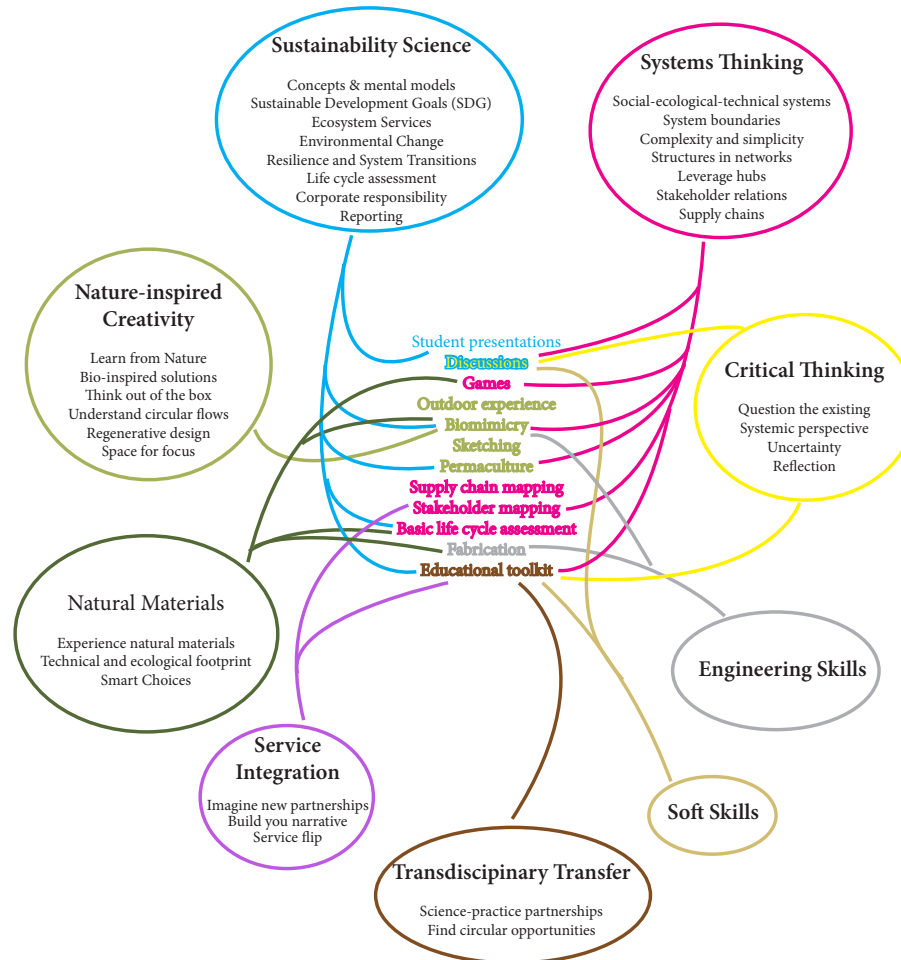 Sustainability Science
Concepts & mental models
Sustainable Development Goals (SDG)
Ecosystem Services
Environmental Change
Resilience and System Transitions
Life cycle assessment
Corporate responsibility
Reporting
Systems Thinking
Social-ecological-technical systems
System boundaries
Complexity and simplicity
Structures in networks
Leverage hubs
Stakeholder relations
Supply chains
Nature-inspired
Creativity
Learn from Nature
Bio-inspired solutions
Think out of the box
Understand circular flows
Regenerative design
Space for focus
Student presentations
Discussions
Games
Outdoor experience
Biomimicry
Sketching
Permaculture
Supply chain mapping
Stakeholder mapping
Basic life cycle assessment
Fabrication
Educational toolkit
Critical Thinking
Question the existing
Systemic perspective
Uncertainty
Reflection
Natural Materials
Experience natural materials
Technical and ecological footprint
Smart Choices
Engineering Skills
Service
Integration
Imagine new partnerships
Build you narrative
Service flip
Soft Skills
Transdiscipinary Transfer
Science-practice partnerships
Find circular opportunities